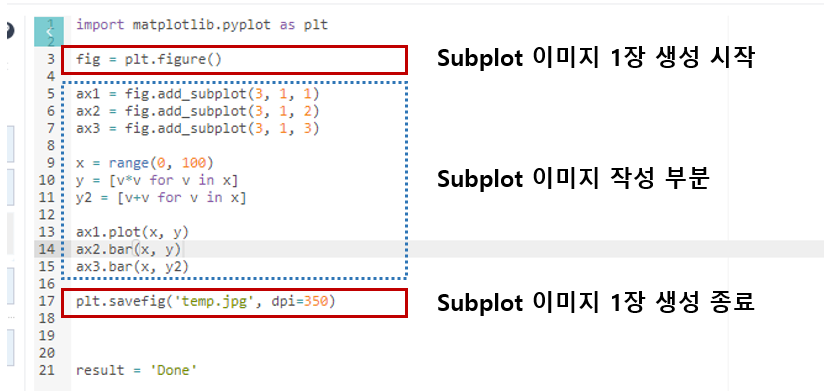 1 import matplotlib.pyplot as plt
2
3 fig = plt.figure() Subplot 이미지 1장 생성 시작
4
5 ax1 = fig.add_subplot(3, 1, 1)
6 ax2 = fig.add_subplot(3, 1, 2)
7 ax3 = fig.add_subplot(3, 1, 3)
8
9 x = range(0, 100)
10 y = [v*v for v in x] Subplot 이미지 작성 부분
11 y2 = [v+v for v in x]
12
13 ax1.plot(x, y)
14 ax2.bar(x, y)
15 ax3.bar(x, y2)
16
17 plt.savefig('temp.jpg', dpi=350) Subplot 이미지 1장 생성 종료
18
19
20
21 result = 'Done'